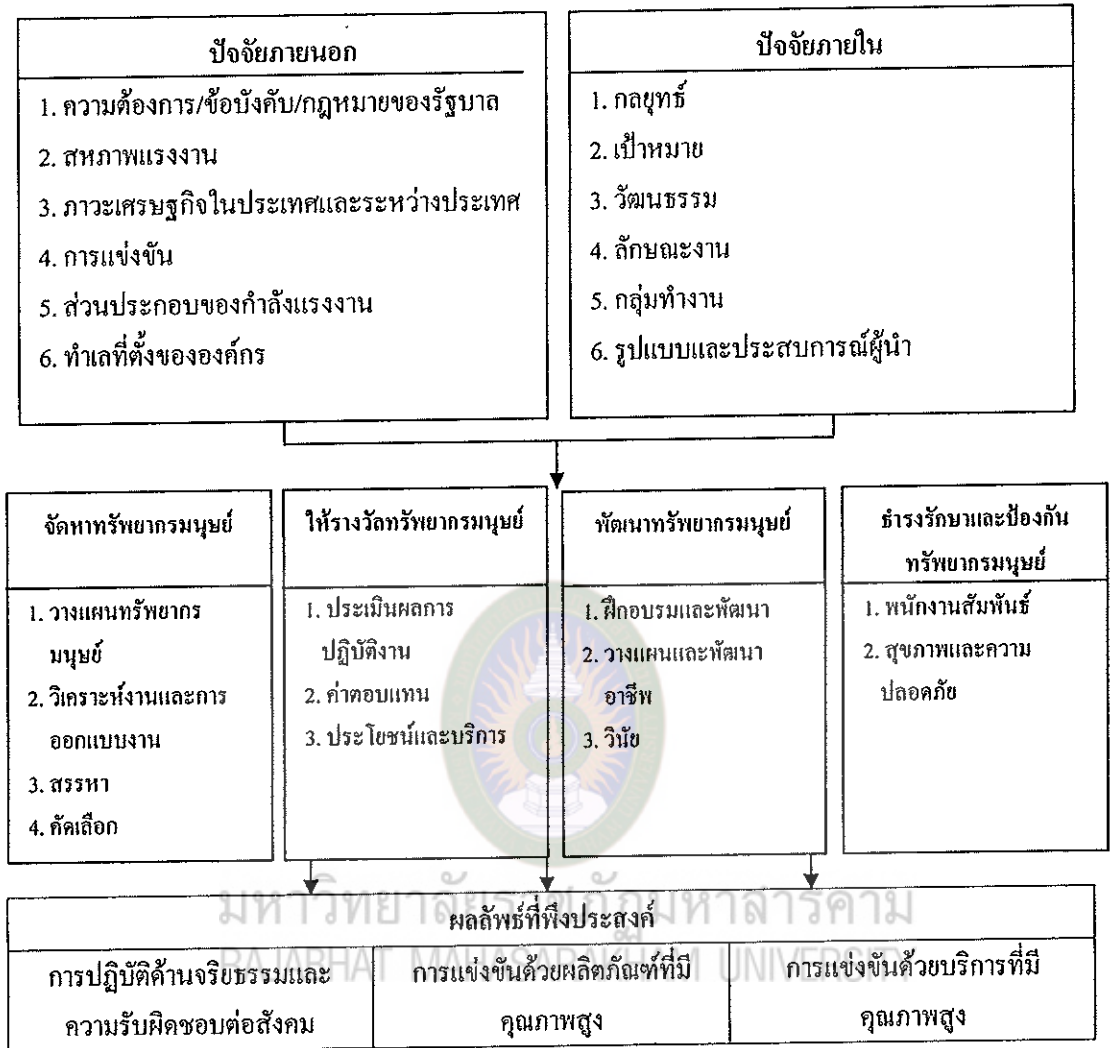 ปัจจัยภายนอก
1. ความต้องการ/ข้อบังคับ/กฎหมายของรัฐบาล
2. สหภาพแรงงาน
3. ภาวะเศรษฐกิจในประเทศและระหว่างประเทศ
4. การแข่งขัน
5. ส่วนประกอบของกำลังแรงงาน
6. ทำเลที่ตั้งขององค์กร
ปัจจัยภายใน
1. กลยุทธ์
2. เป้าหมาย
3. วัฒนธรรม
4. ลักษณะงาน
5. กลุ่มทำงาน
6. รูปแบบและประสบการณ์ผู้นำ
จัดหาทรัพยากรมนุษย์
1. วางแผนทรัพยากร
มนุษย์
2. วิเคราะห์งานและการ
ออกแบบงาน
3. สรรหา
4. คัดเลือก
ให้รางวัลทรัพยากรมนุษย์
1. ประเมินผลการ
ปฏิบัติงาน
2. ค่าตอบแทน
3. ประโยชน์และบริการ
พัฒนาทรัพยากรมนุษย์
1. ฝึกอบรมและพัฒนา
2. วางแผนและพัฒนา
อาชีพ
3. วินัย
ธำรงรักษาและป้องกัน
ทรัพยากรมนุษย์
1. พนักงานสัมพันธ์
2. สุขภาพและความ
ปลอดภัย
มหาวิทยาลัยราชภัฏมหาสารคาม
RAJABHAT MAHASARAKHAM UNIVERSITY
ผลลัพธ์ที่พึงประสงค์
การปฏิบัติด้านจริยธรรมและ
ความรับผิดชอบต่อสังคม
การแข่งขันด้วยผลิตภัณฑ์ที่มี
คุณภาพสูง
การแข่งขันด้วยบริการที่มี
คุณภาพสูง